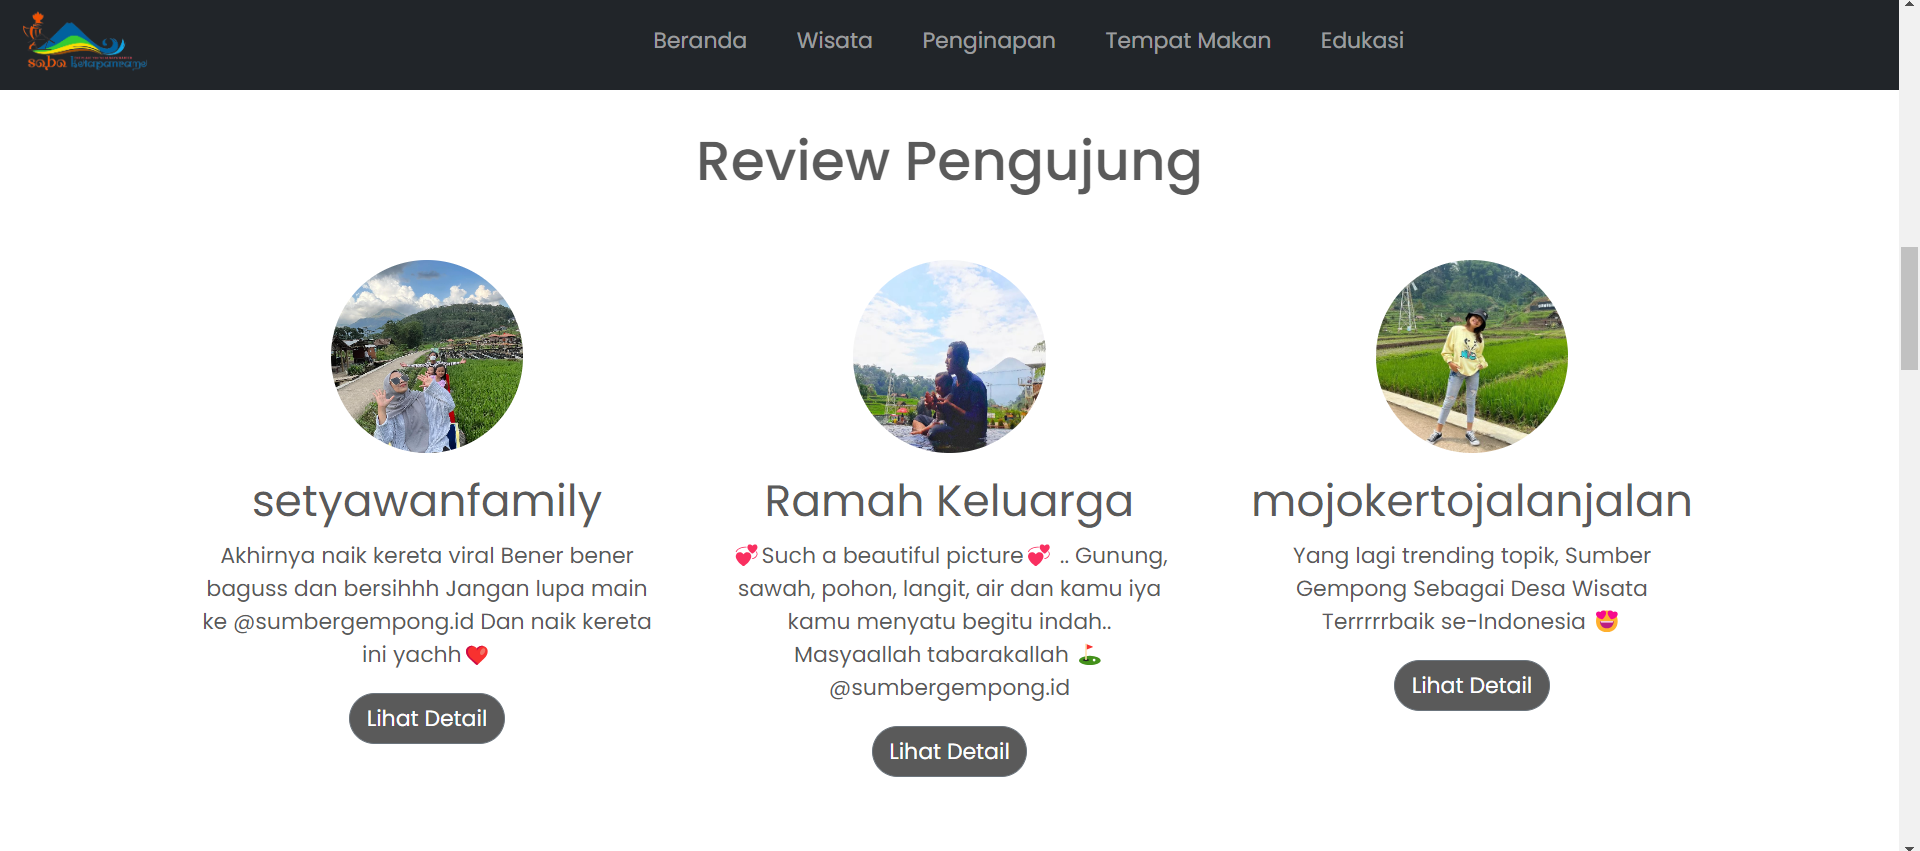 saba
Beranda
Wisata
Penginapan
Tempat Makan
Edukasi
Review Pengujung
setyawanfamily
Akhirnya naik kereta viral Bener bener
baguss dan bersihhh Jangan lupa main
ke @sumbergempong.id Dan naik kereta
ini yachh❤️
Lihat Detail
Ramah Keluarga
💞Such a beautiful picture💞 .. Gunung,
sawah, pohon, langit, air dan kamu iya
kamu menyatu begitu indah..
Masyaallah tabarakallah ⛳
@sumbergempong.id
Lihat Detail
mojokertojalanjalan
Yang lagi trending topik, Sumber
Gempong Sebagai Desa Wisata
Terrrrrbaik se-Indonesia 😍
Lihat Detail